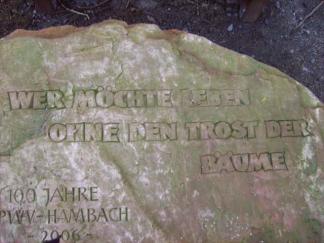 WER MÖCHTE LEBEN
OHNE DEN TROST DER
BÄUME
100 JAHRE
PWV-HAMBACH
- 2006 -